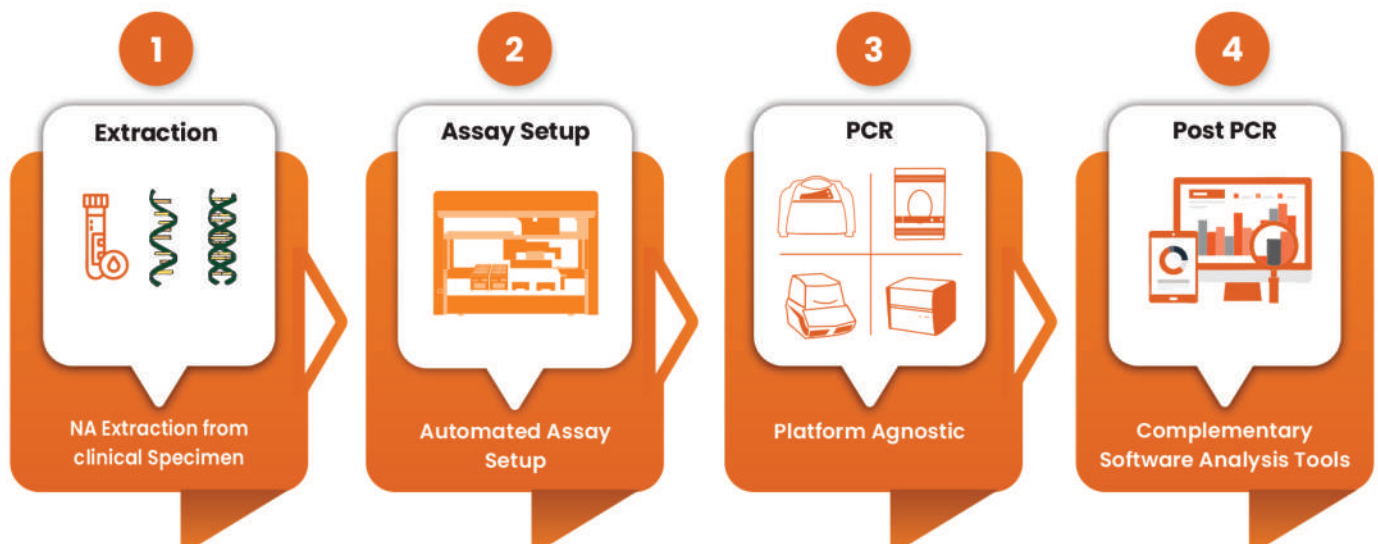 1
Extraction
NA Extraction from
clinical Specimen
2
Assay Setup
Automated Assay
Setup
3
PCR
Platform Agnostic
4
Post PCR
Complementary
Software Analysis Tools